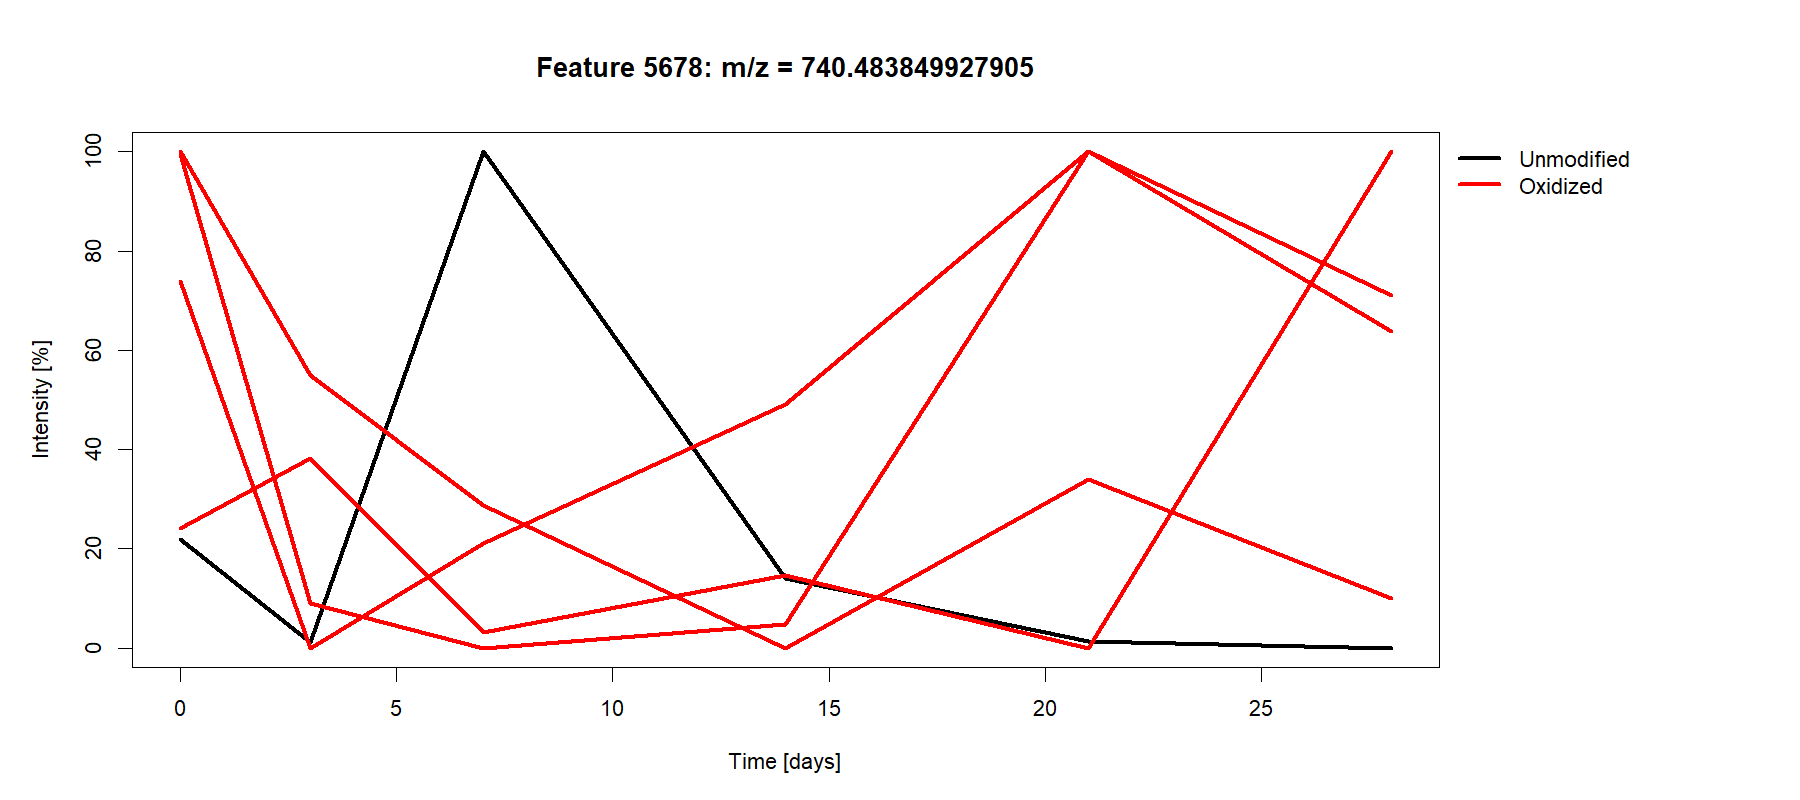 Feature 5678: m/z = 740.483849927905
Unmodified
Oxidized
Intensity [%]
100
80
60
40
20
0
0 5 10 15 20 25
Time [days]